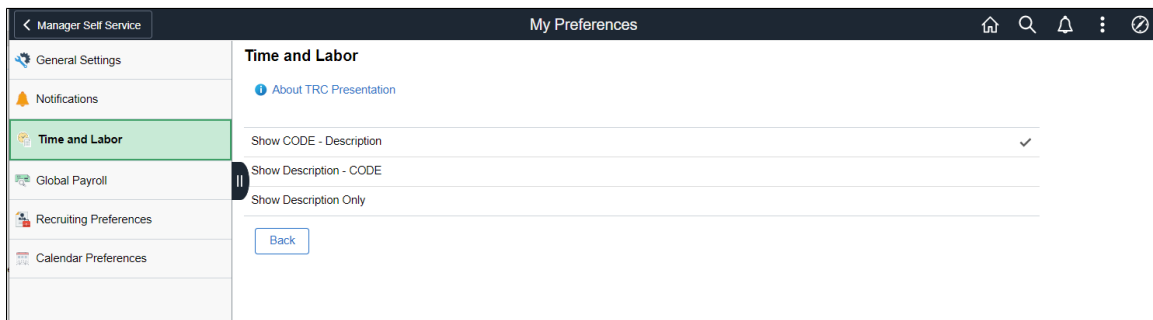 Manager Self Service
My Preferences
General Settings
Notifications
Time and Labor
Global Payroll
Recruiting Preferences
Calendar Preferences
Time and Labor
About TRC Presentation
Show CODE - Description
Show Description - CODE
Show Description Only
Back